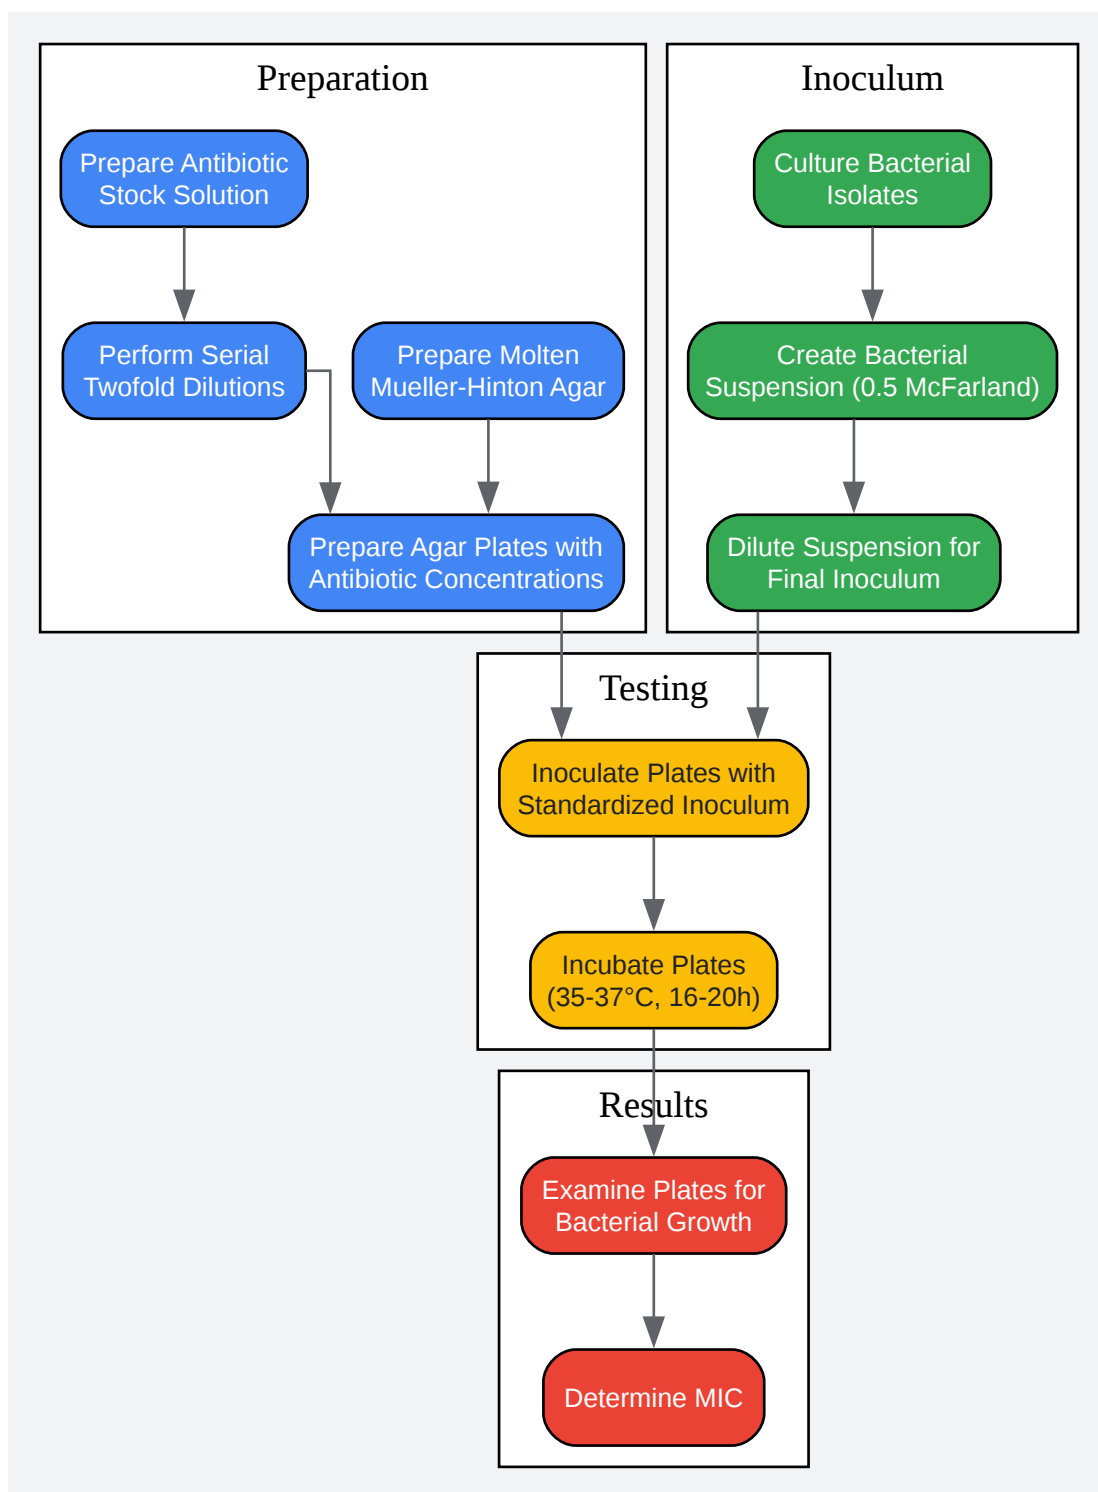 Preparation
Prepare Antibiotic
Stock Solution
Perform Serial
Twofold Dilutions
Prepare Molten
Mueller-Hinton Agar
Prepare Agar Plates with
Antibiotic Concentrations
Inoculum
Culture Bacterial
Isolates
Create Bacterial
Suspension (0.5 McFarland)
Dilute Suspension for
Final Inoculum
Testing
Inoculate Plates with
Standardized Inoculum
Incubate Plates
(35-37°C, 16-20h)
Results
Examine Plates for
Bacterial Growth
Determine MIC